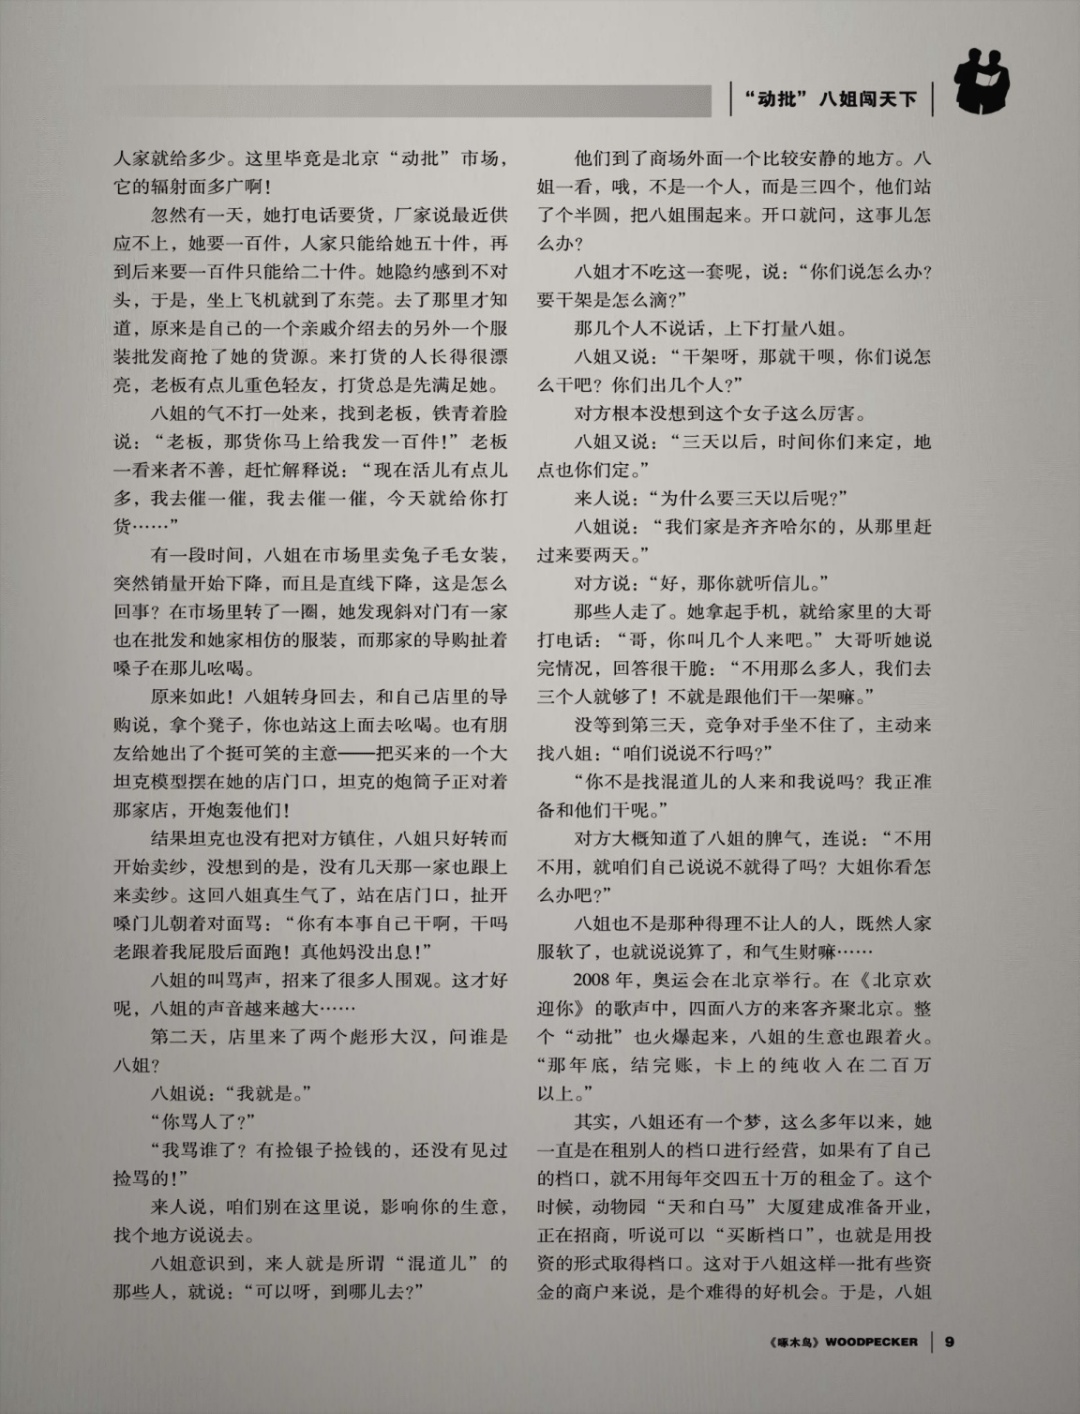 “动批”八姐闯天下
人家就给多少。这里毕竟是北京“动批”市场，
它的辐射面多广啊！
忽然有一天，她打电话要货，厂家说最近供
应不上，她要一百件，人家只能给她五十件，再
到后来要一百件只能给二十件。她隐约感到不对
头，于是，坐上飞机就到了东莞。去了那里才知
道，原来是自己的一个亲戚介绍去的另外一个服
装批发商抢了她的货源。来打货的人长得很漂
亮，老板有点儿重色轻友，打货总是先满足她。
八姐的气不打一处来，找到老板，铁青着脸
说：“老板，那货你马上给我发一百件！”老板
一看来者不善，赶忙解释说：“现在活儿有点儿
多，我去催一催，我去催一催，今天就给你打
货……”
有一段时间，八姐在市场里卖兔子毛女装，
突然销量开始下降，而且是直线下降，这是怎么
回事？在市场里转了一圈，她发现斜对门有一家
也在批发和她家相仿的服装，而那家的导购扯着
嗓子在那儿吆喝。
原来如此！八姐转身回去，和自己店里的导
购说，拿个凳子，你也站这上面去吆喝。也有朋
友给她出了个挺可笑的主意——把买来的一个大
坦克模型摆在她的店门口，坦克的炮筒子正对着
那家店，开炮轰他们！
结果坦克也没有把对方镇住，八姐只好转而
开始卖纱，没想到的是，没有几天那一家也跟上
来卖纱。这回八姐真生气了，站在店门口，扯开
嗓门儿朝着对面骂：“你有本事自己干啊，干吗
老跟着我屁股后面跑！真他妈没出息！”
八姐的叫骂声，招来了很多人围观。这才好
呢，八姐的声音越来越大……
第二天，店里来了两个彪形大汉，问谁是
八姐？
八姐说：“我就是。”
“你骂人了？”
“我骂谁了？有捡银子捡钱的，还没有见过
捡骂的！”
来人说，咱们别在这里说，影响你的生意，
找个地方说说去。
八姐意识到，来人就是所谓“混道儿”的
那些人，就说：“可以呀，到哪儿去？”
他们到了商场外面一个比较安静的地方。八
姐一看，哦，不是一个人，而是三四个，他们站
了个半圆，把八姐围起来。开口就问，这事儿怎
么办？
八姐才不吃这一套呢，说：“你们说怎么办？
要干架是怎么滴？”
那几个人不说话，上下打量八姐。
八姐又说：“干架呀，那就干呗，你们说怎
么干吧？你们出几个人？”
对方根本没想到这个女子这么厉害。
八姐又说：“三天以后，时间你们来定，地
点也你们定。”
来人说：“为什么要三天以后呢？”
八姐说：“我们家是齐齐哈尔的，从那里赶
过来要两天。”
对方说：“好，那你就听信儿。”
那些人走了。她拿起手机，就给家里的大哥
打电话：“哥，你叫几个人来吧。”大哥听她说
完情况，回答很干脆：“不用那么多人，我们去
三个人就够了！不就是跟他们干一架嘛。”
没等到第三天，竞争对手坐不住了，主动来
找八姐：“咱们说说不行吗？”
“你不是找混道儿的人来和我说吗？我正准
备和他们干呢。”
对方大概知道了八姐的脾气，连说：“不用
不用，就咱们自己说说不就得了吗？大姐你看怎
么办吧？”
八姐也不是那种得理不让人的人，既然人家
服软了，也就说说算了，和气生财嘛……
2008年，奥运会在北京举行。在《北京欢
迎你》的歌声中，四面八方的来客齐聚北京。整
个“动批”也火爆起来，八姐的生意也跟着火。
“那年底，结完账，卡上的纯收入在二百万
以上。”
其实，八姐还有一个梦，这么多年以来，她
一直是在租别人的档口进行经营，如果有了自己
的档口，就不用每年交四五十万的租金了。这个
时候，动物园“天和白马”大厦建成准备开业，
正在招商，听说可以“买断档口”，也就是用投
资的形式取得档口。这对于八姐这样一批有些资
金的商户来说，是个难得的好机会。于是，八姐
《啄木鸟》WOODPECKER 9